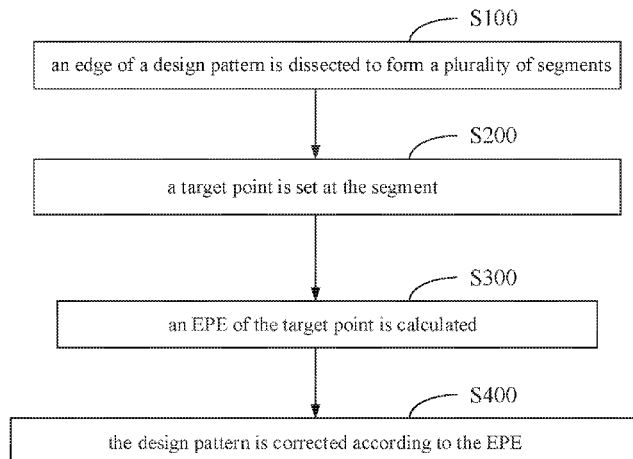 S100
an edge of a design pattern is dissected to form a plurality of segments
S200
a target point is set at the segment
S300
an EPE of the target point is calculated
S400
the design pattern is corrected according to the EPE